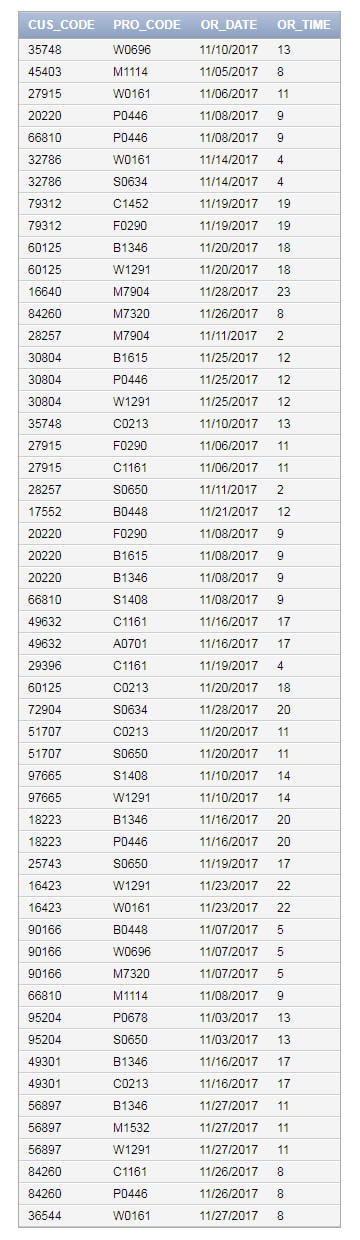 CUS_CODE PRO_CODE OR_DATE OR_TIME
35748 W0696 11/10/2017 13
45403 M1114 11/05/2017 8
27915 W0161 11/06/2017 11
20220 P0446 11/08/2017 9
66810 P0446 11/08/2017 9
32786 W0161 11/14/2017 4
32786 S0634 11/14/2017 4
79312 C1452 11/19/2017 19
79312 F0290 11/19/2017 19
60125 B1346 11/20/2017 18
60125 W1291 11/20/2017 18
16640 M7904 11/28/2017 23
84260 M7320 11/26/2017 8
28257 M7904 11/11/2017 2
30804 B1615 11/25/2017 12
30804 P0446 11/25/2017 12
30804 W1291 11/25/2017 12
35748 C0213 11/10/2017 13
27915 F0290 11/06/2017 11
27915 C1161 11/06/2017 11
28257 S0650 11/11/2017 2
17552 B0448 11/21/2017 12
20220 F0290 11/08/2017 9
20220 B1615 11/08/2017 9
20220 B1346 11/08/2017 9
66810 S1408 11/08/2017 9
49632 C1161 11/16/2017 17
49632 A0701 11/16/2017 17
29396 C1161 11/19/2017 4
60125 C0213 11/20/2017 18
72904 S0634 11/28/2017 20
51707 C0213 11/20/2017 11
51707 S0650 11/20/2017 11
97665 S1408 11/10/2017 14
97665 W1291 11/10/2017 14
18223 B1346 11/16/2017 20
18223 P0446 11/16/2017 20
25743 S0650 11/19/2017 17
16423 W1291 11/23/2017 22
16423 W0161 11/23/2017 22
90166 B0448 11/07/2017 5
90166 W0696 11/07/2017 5
90166 M7320 11/07/2017 5
66810 M1114 11/08/2017 9
95204 P0678 11/03/2017 13
95204 S0650 11/03/2017 13
49301 B1346 11/16/2017 17
49301 C0213 11/16/2017 17
56897 B1346 11/27/2017 11
56897 M1532 11/27/2017 11
56897 W1291 11/27/2017 11
84260 C1161 11/26/2017 8
84260 P0446 11/26/2017 8
36544 W0161 11/27/2017 8